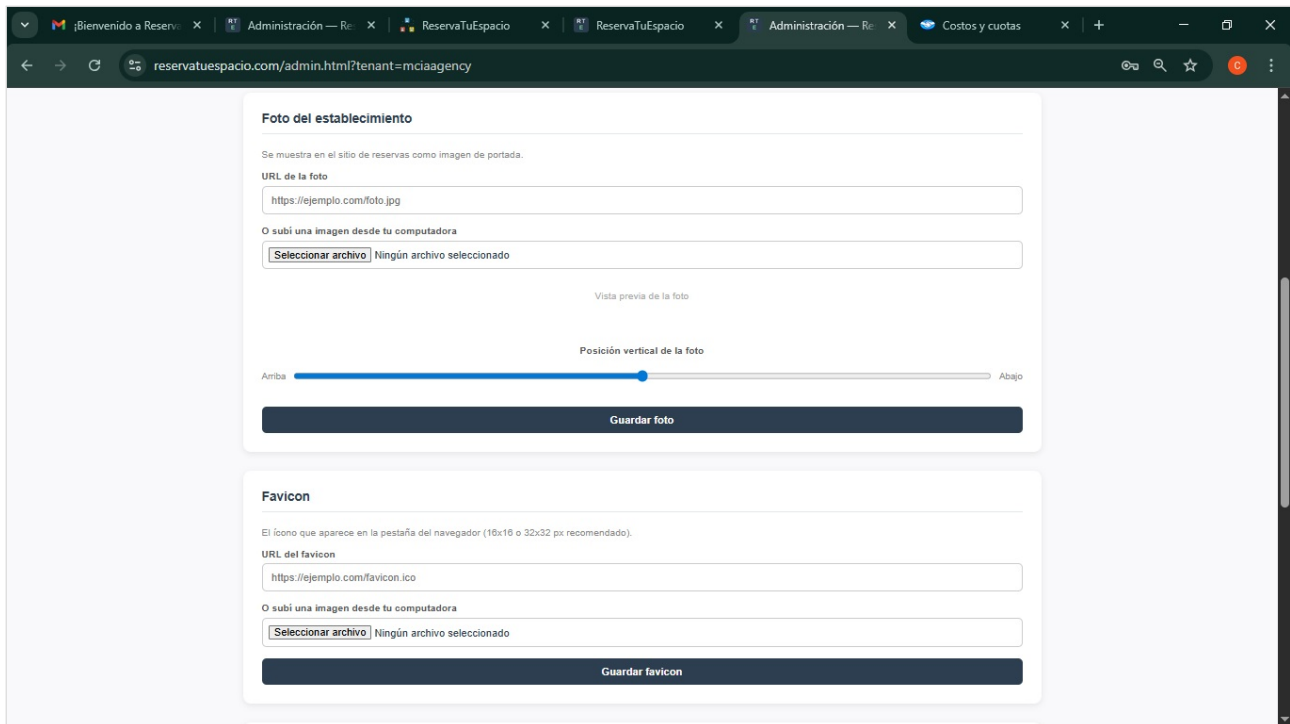 ¡Bienvenido a Reserva
Administración — Re
ReservaTuEspacio
ReservaTuEspacio
Administración — Re
Costos y cuotas
reservatuespacio.com/admin.html?tenant=mciaagency
C
Foto del establecimiento
Se muestra en el sitio de reservas como imagen de portada.
URL de la foto
https://ejemplo.com/foto.jpg
O subí una imagen desde tu computadora
Seleccionar archivo Ningún archivo seleccionado
Vista previa de la foto
Posición vertical de la foto
Arriba
Abajo
Guardar foto
Favicon
El ícono que aparece en la pestaña del navegador (16x16 o 32x32 px recomendado).
URL del favicon
https://ejemplo.com/favicon.ico
O subí una imagen desde tu computadora
Seleccionar archivo Ningún archivo seleccionado
Guardar favicon